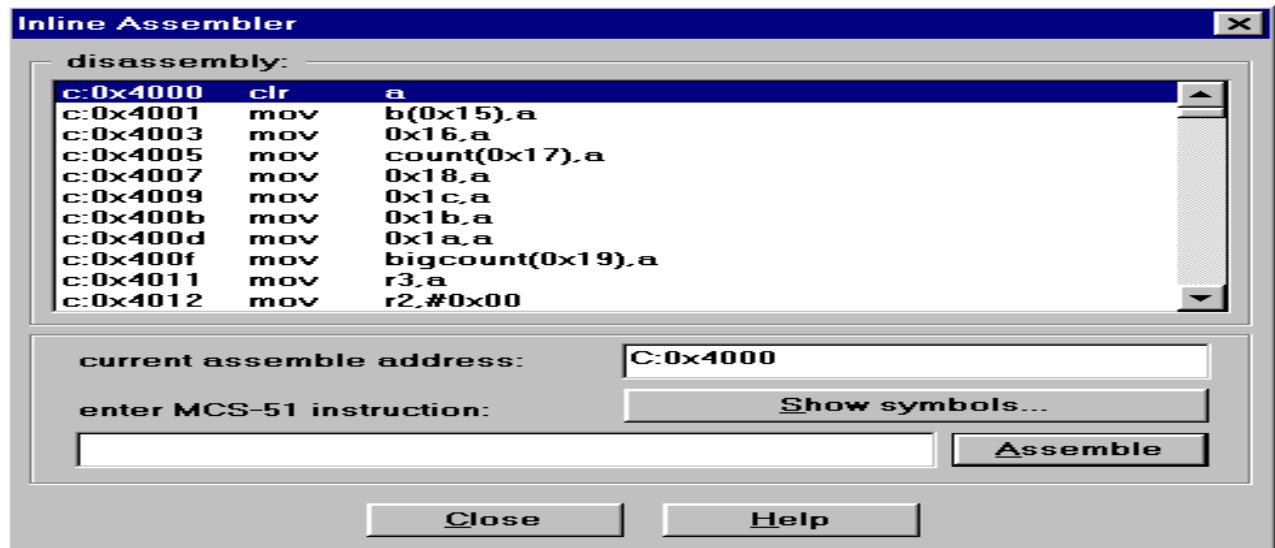 Inline Assembler
disassembly:
c:0x4000 clr a
c:0x4001 mov b(0x15),a
c:0x4003 mov 0x16,a
c:0x4005 mov count(0x17),a
c:0x4007 mov 0x18,a
c:0x4009 mov 0x1c,a
c:0x400b mov 0x1b,a
c:0x400d mov 0x1a,a
c:0x400f mov bigcount(0x19),a
c:0x4011 mov r3,a
c:0x4012 mov r2,#0x00
current assemble address: C:0x4000
enter MCS-51 instruction: Show symbols...
Assemble
Close Help